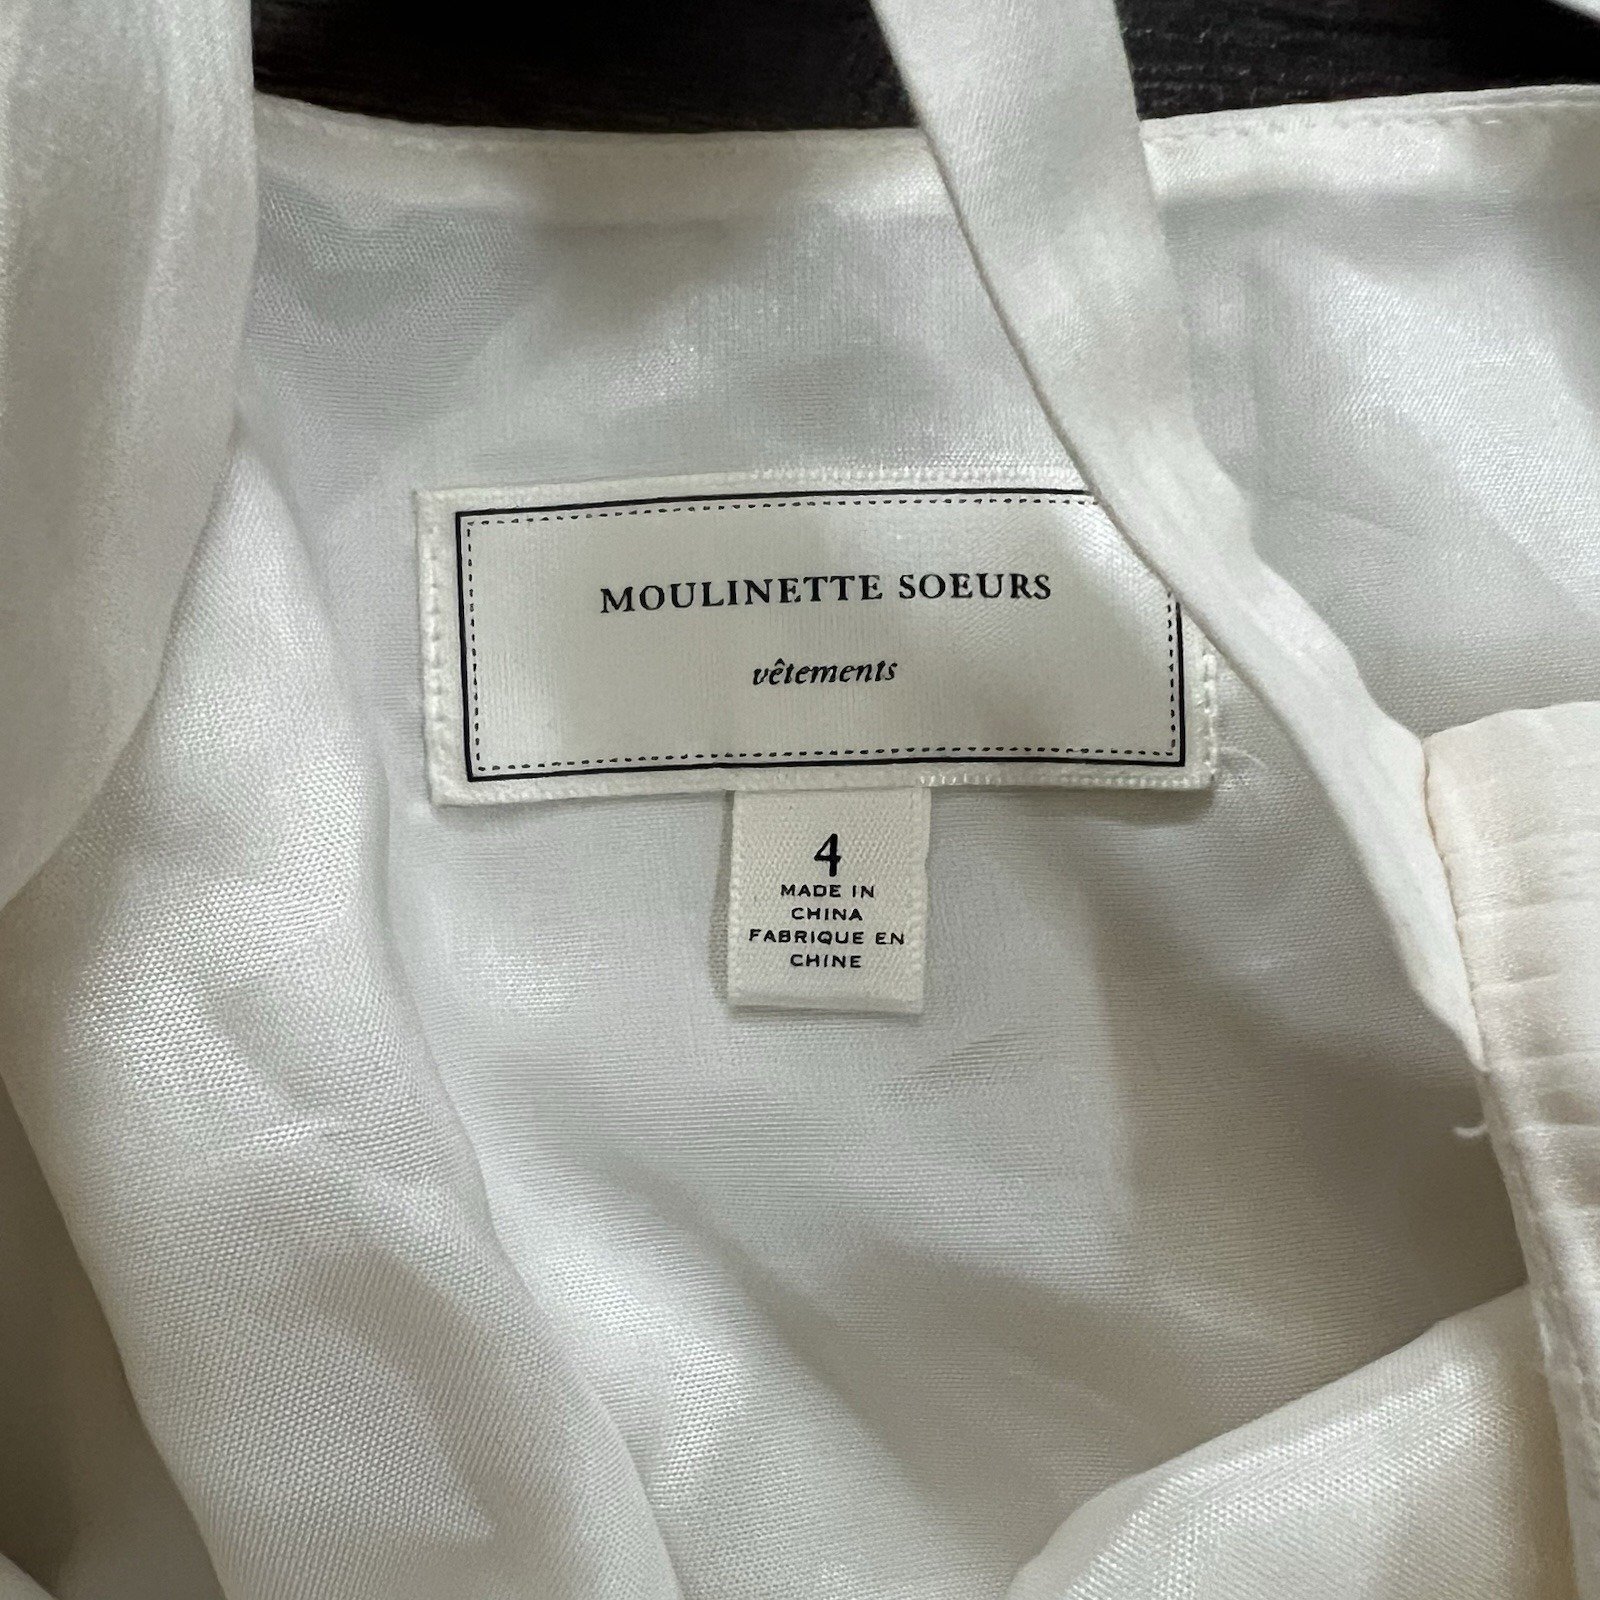 MOULINETTE SOEURS
vêtements
4
MADE IN
CHINA
FABRIQUE EN
CHINE